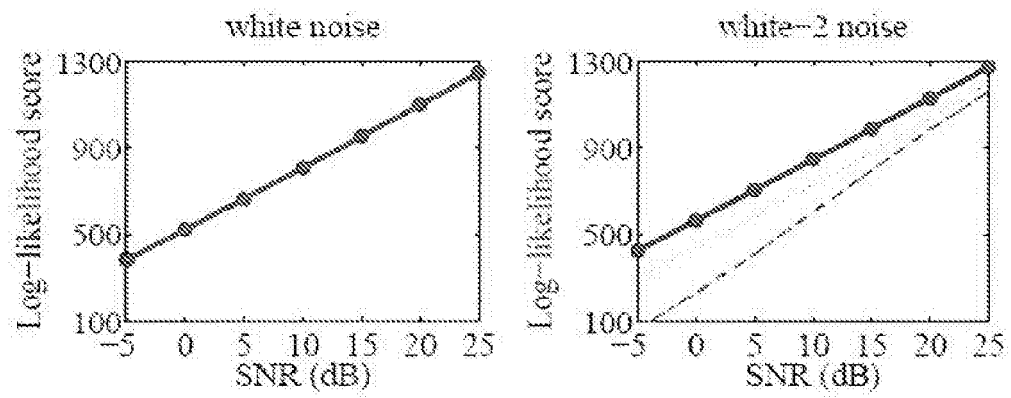 white noise
Log-likelihood score
1300
900
500
100
-5 0 5 10 15 20 25
SNR (dB)
white-2 noise
Log-likelihood score
1300
900
500
100
-5 0 5 10 15 20 25
SNR (dB)